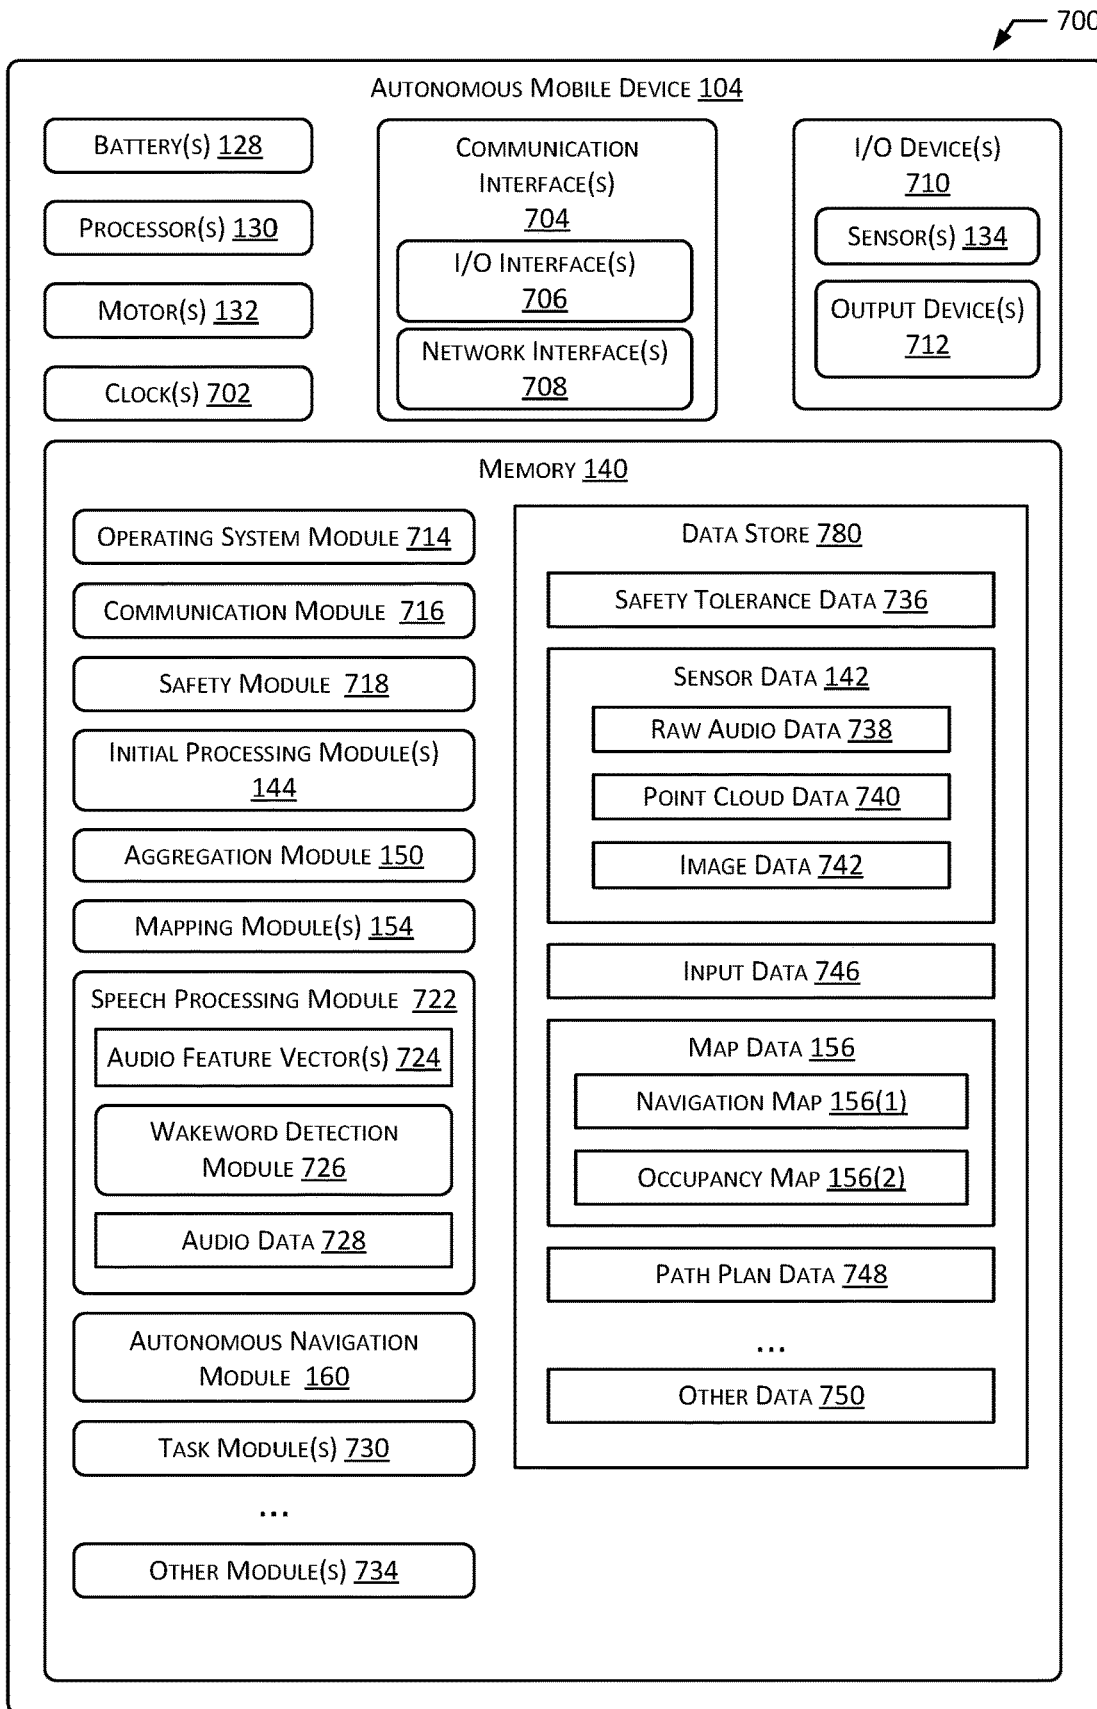 700
Autonomous Mobile Device 104
Battery(s) 128
Processor(s) 130
Motor(s) 132
Clock(s) 702
Communication
Interface(s)
704
I/O Interface(s)
706
Network Interface(s)
708
I/O Device(s)
710
Sensor(s) 134
Output Device(s)
712
Memory 140
Operating System Module 714
Communication Module 716
Safety Module 718
Initial Processing Module(s)
144
Aggregation Module 150
Mapping Module(s) 154
Speech Processing Module 722
Audio Feature Vector(s) 724
Wakeword Detection
Module 726
Audio Data 728
Autonomous Navigation
Module 160
Task Module(s) 730
...
Other Module(s) 734
Data Store 780
Safety Tolerance Data 736
Sensor Data 142
Raw Audio Data 738
Point Cloud Data 740
Image Data 742
Input Data 746
Map Data 156
Navigation Map 156(1)
Occupancy Map 156(2)
Path Plan Data 748
...
Other Data 750